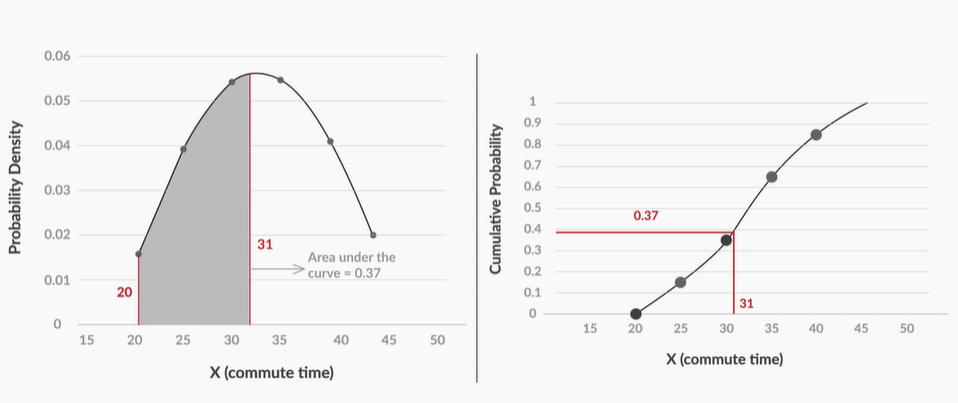 0.06
0.05
0.04
0.03
0.02
0.01
0
Probability Density
20
31
Area under the
curve = 0.37
15 20 25 30 35 40 45 50
X (commute time)
1
0.9
0.8
0.7
0.6
0.5
0.4
0.3
0.2
0.1
0
Cumulative Probability
0.37
31
15 20 25 30 35 40 45 50
X (commute time)